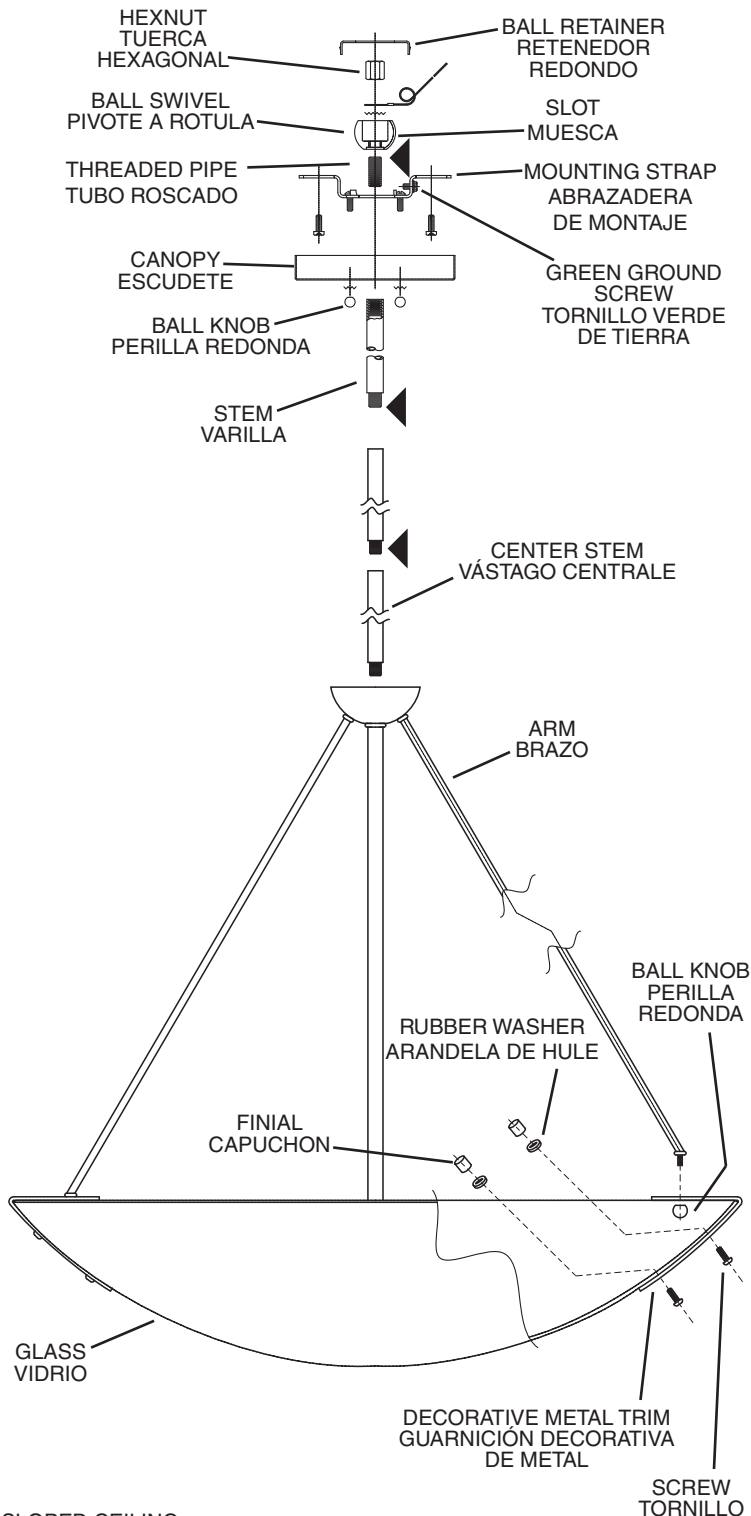 HEXNUT
TUERCA
HEXAGONAL
BALL RETAINER
RETENEDOR
REDONDO
BALL SWIVEL
PIVOTE A ROTULA
SLOT
MUESCA
THREADED PIPE
TUBO ROSCADO
MOUNTING STRAP
ABRAZADERA
DE MONTAJE
CANOPY
ESCUDETE
GREEN GROUND
SCREW
TORNILLO VERDE
DE TIERRA
BALL KNOB
PERILLA REDONDA
STEM
VARILLA
CENTER STEM
VÁSTAGO CENTRALE
ARM
BRAZO
BALL KNOB
PERILLA
REDONDA
RUBBER WASHER
ARANDELA DE HULE
FINIAL
CAPUCHON
GLASS
VIDRIO
DECORATIVE METAL TRIM
GUARNICIÓN DECORATIVA
DE METAL
SCREW
TORNILLO
SLOPED CEILING